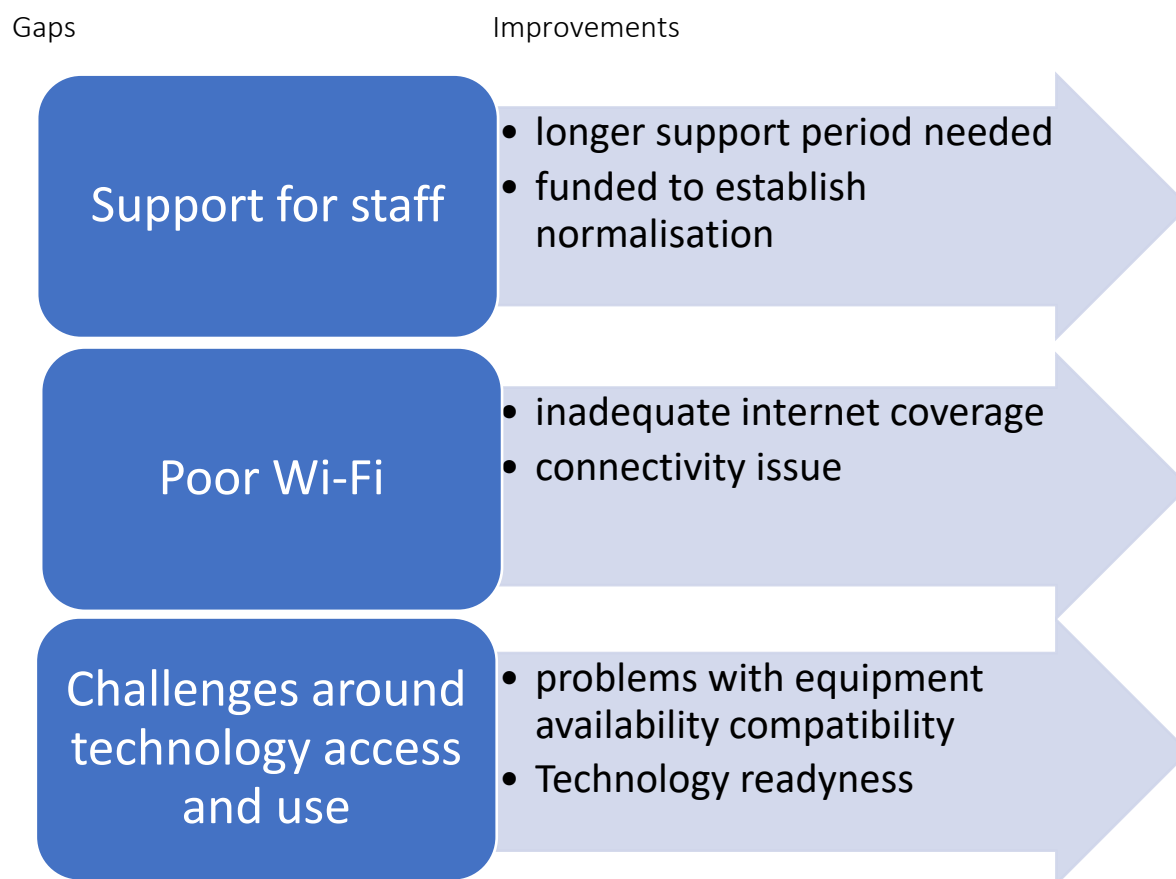 Gaps
Improvements
Support for staff
• longer support period needed
• funded to establish
normalisation
Poor Wi-Fi
• inadequate internet coverage
• connectivity issue
Challenges around
technology access
and use
• problems with equipment
availability compatibility
• Technology readyness